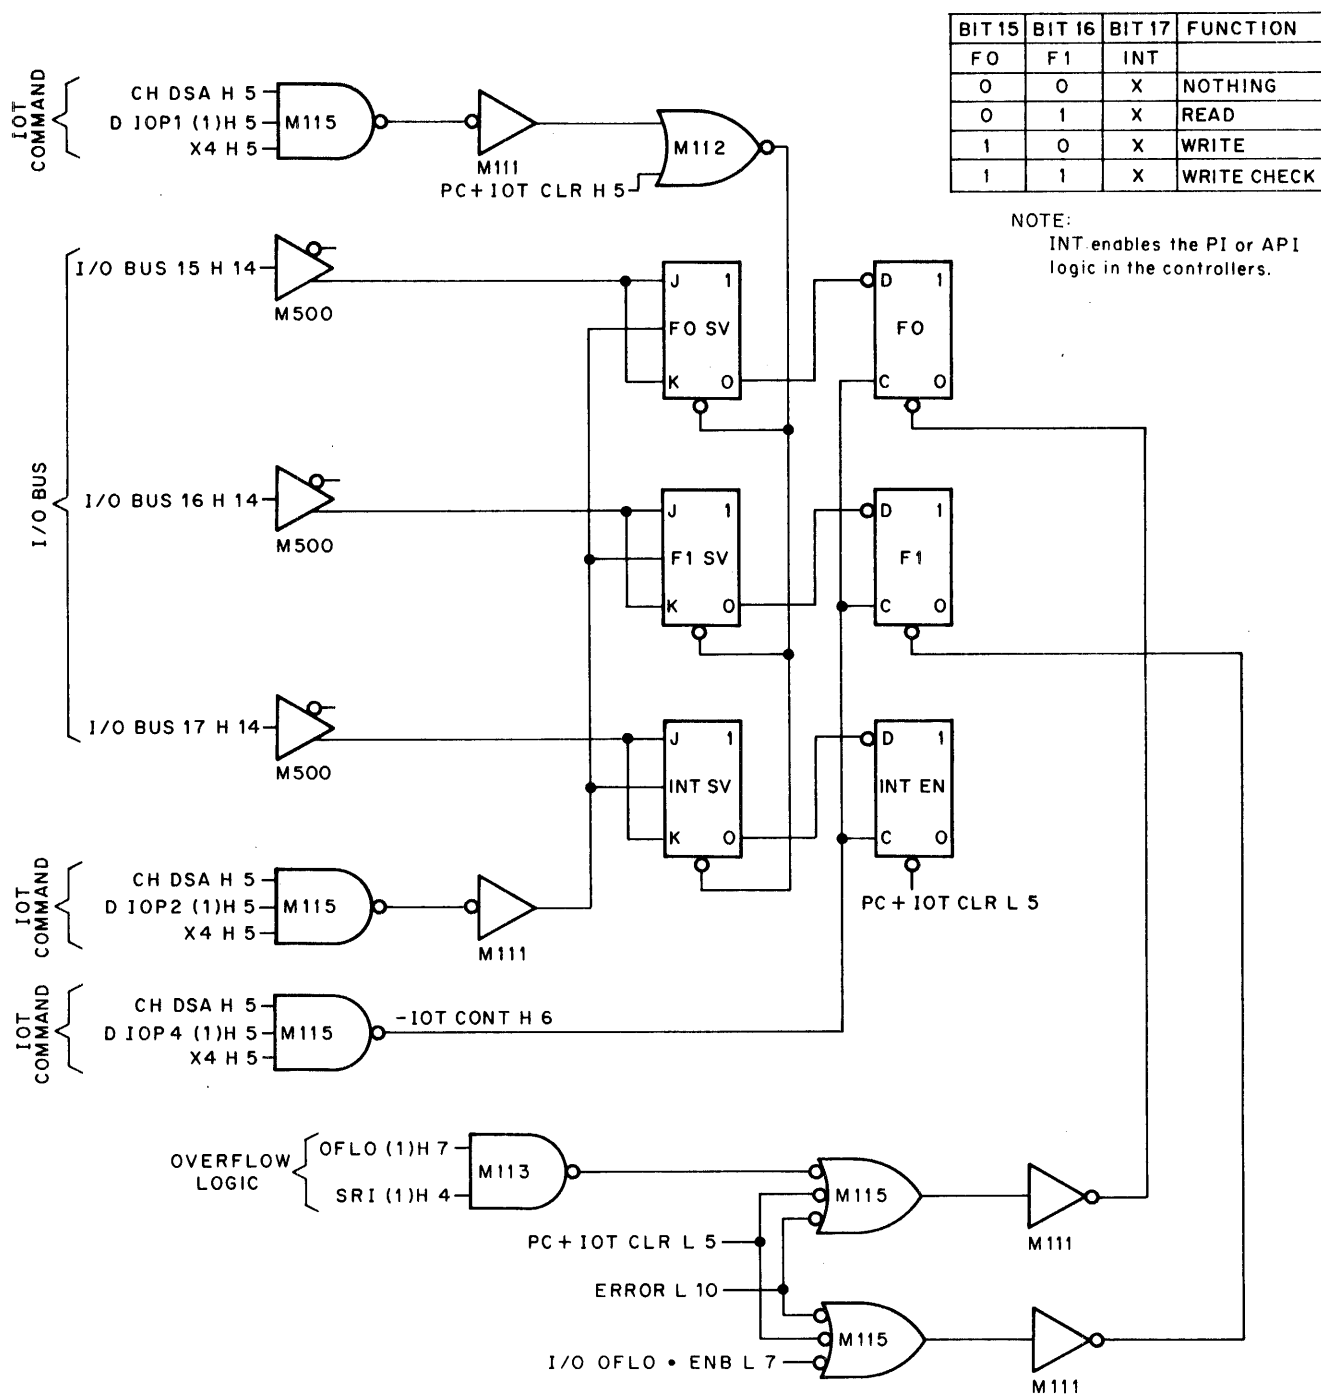 BIT 15 BIT 16 BIT 17 FUNCTION
F0 F1 INT
0 0 X NOTHING
0 1 X READ
1 0 X WRITE
1 1 X WRITE CHECK
NOTE:
INT enables the PI or API
logic in the controllers.
IOT
COMMAND
CH DSA H 5
D IOP1 (1)H 5
X4 H 5
M115
M111
PC+IOT CLR H 5
M112
I/O BUS
I/O BUS 15 H 14
M500
J 1
F0 SV
K 0
D 1
F0
C 0
I/O BUS 16 H 14
M500
J 1
F1 SV
K 0
D 1
F1
C 0
I/O BUS 17 H 14
M500
J 1
INT SV
K 0
D 1
INT EN
C 0
PC+IOT CLR L 5
IOT
COMMAND
CH DSA H 5
D IOP2 (1)H 5
X4 H 5
M115
M111
IOT
COMMAND
CH DSA H 5
D IOP4 (1)H 5
X4 H 5
M115
-IOT CONT H 6
OVERFLOW
LOGIC
OFLO (1)H 7
SRI (1)H 4
M113
M115
M111
PC+IOT CLR L 5
ERROR L 10
I/O OFLO • ENB L 7
M115
M111